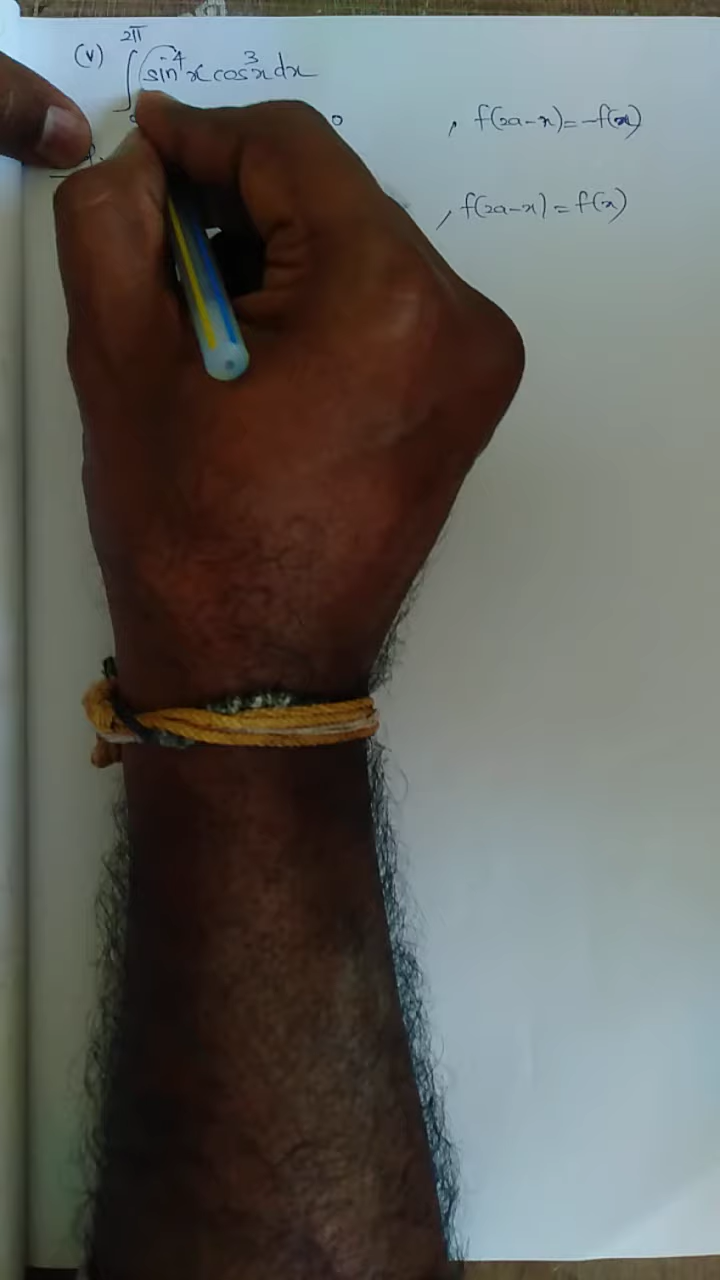 (v) ∫ 2π sin⁴x cos³x dx
0 , f(2a-x)=-f(x)
, f(2a-x)=f(x)